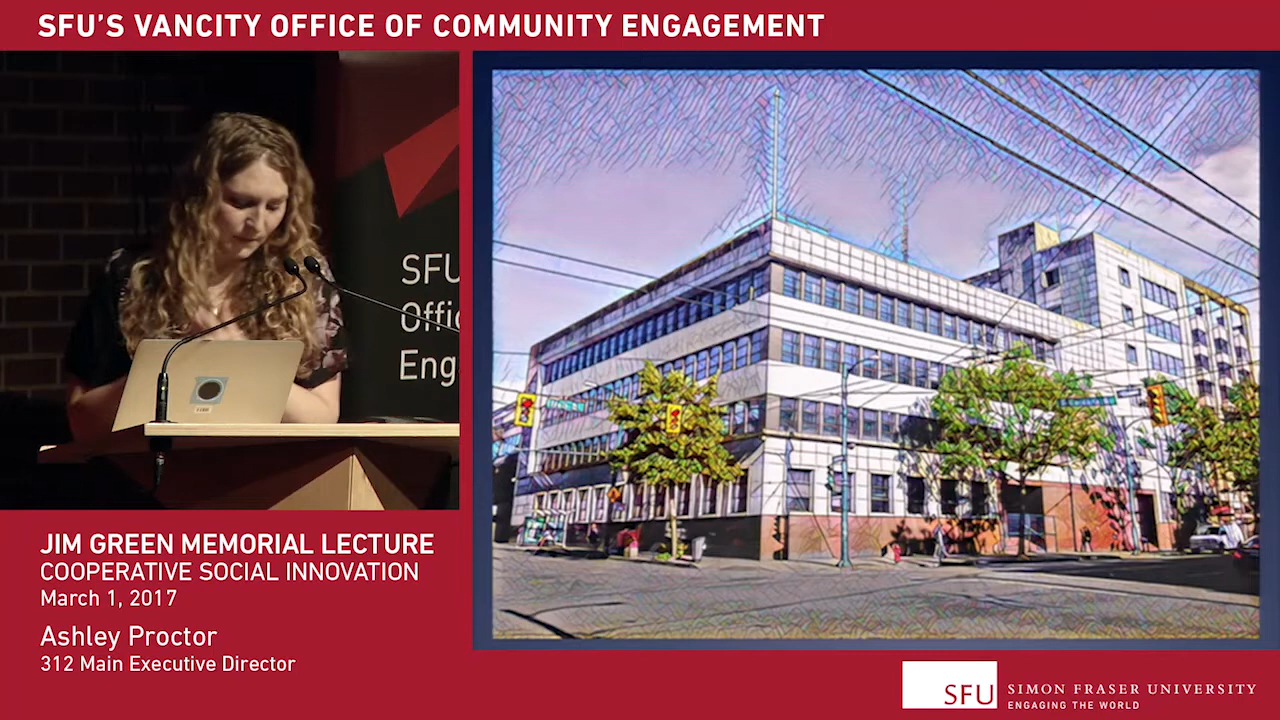 SFU'S VANCITY OFFICE OF COMMUNITY ENGAGEMENT
SFU
Offi
Eng
JIM GREEN MEMORIAL LECTURE
COOPERATIVE SOCIAL INNOVATION
March 1, 2017
Ashley Proctor
312 Main Executive Director
SFU SIMON FRASER UNIVERSITY
ENGAGING THE WORLD